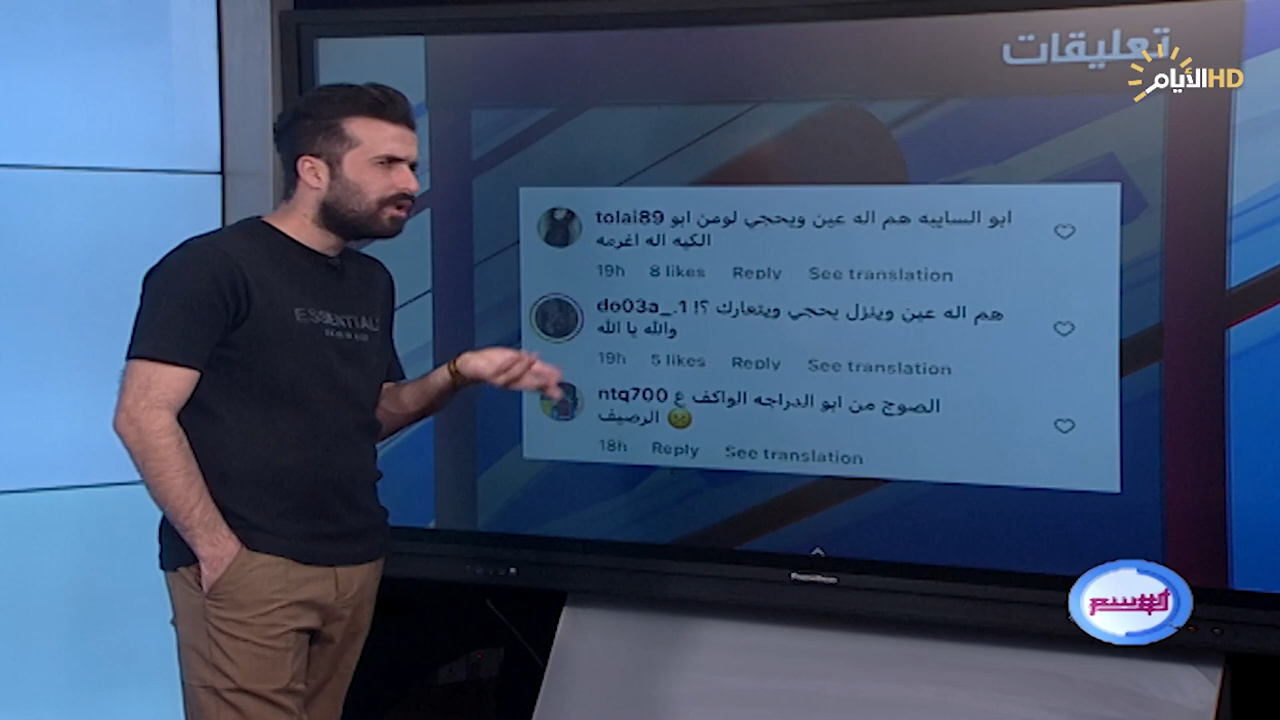 تعليقات
الأيام HD
tolai89 ابو السايبه هم اله عين ويحجي لومن ابو
الكيه اله اغرمه
19h 8 likes Reply See translation
do03a_.1 هم اله عين وينزل يحجي ويتعارك ؟!
والله يا الله
19h 5 likes Reply See translation
ntq700 الصوج من ابو الدراجه الواكف ع
الرصيف 😕
18h Reply See translation
ESSENTIALS